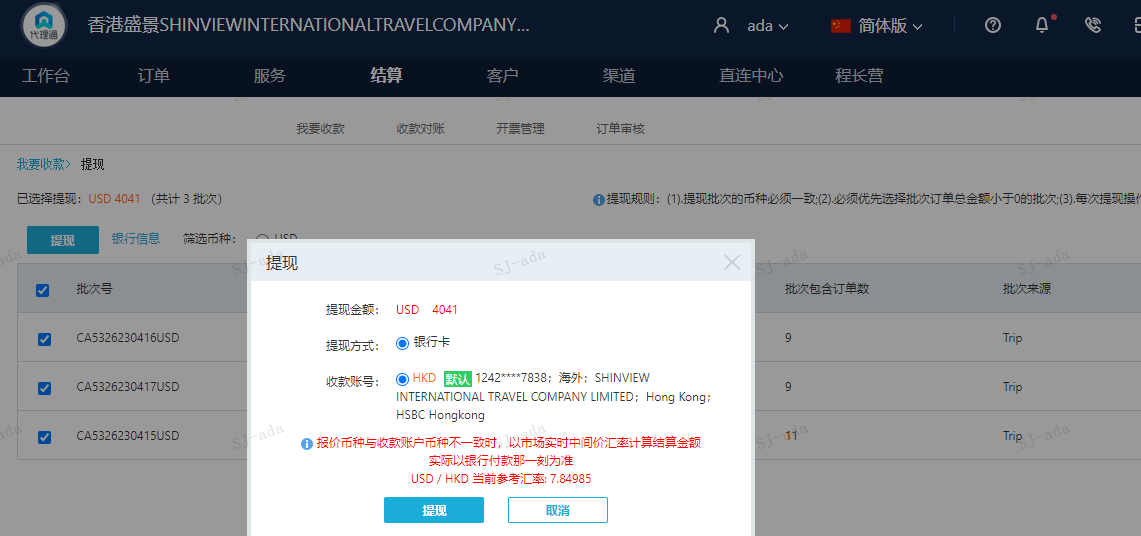 代理通
香港盛景SHINVIEWINTERNATIONALTRAVELCOMPANY...
ada
简体版
工作台 订单 服务 结算 客户 渠道 直连中心 程长营
我要收款 收款对账 开票管理 订单审核
我要收款> 提现
已选择提现: USD 4041 (共计 3 批次)
提现规则: (1).提现批次的币种必须一致;(2).必须优先选择批次订单总金额小于0的批次;(3).每次提现操作
提现 银行信息 筛选币种: USD
批次号 批次包含订单数 批次来源
CA5326230416USD 9 Trip
CA5326230417USD 9 Trip
CA5326230415USD 11 Trip
提现
提现金额: USD 4041
提现方式: 银行卡
收款账号: HKD 默认 1242****7838; 海外; SHINVIEW
INTERNATIONAL TRAVEL COMPANY LIMITED; Hong Kong;
HSBC Hongkong
报价币种与收款账户币种不一致时, 以市场实时中间价汇率计算结算金额
实际以银行付款那一刻为准
USD / HKD 当前参考汇率: 7.84985
提现 取消
SJ-ada